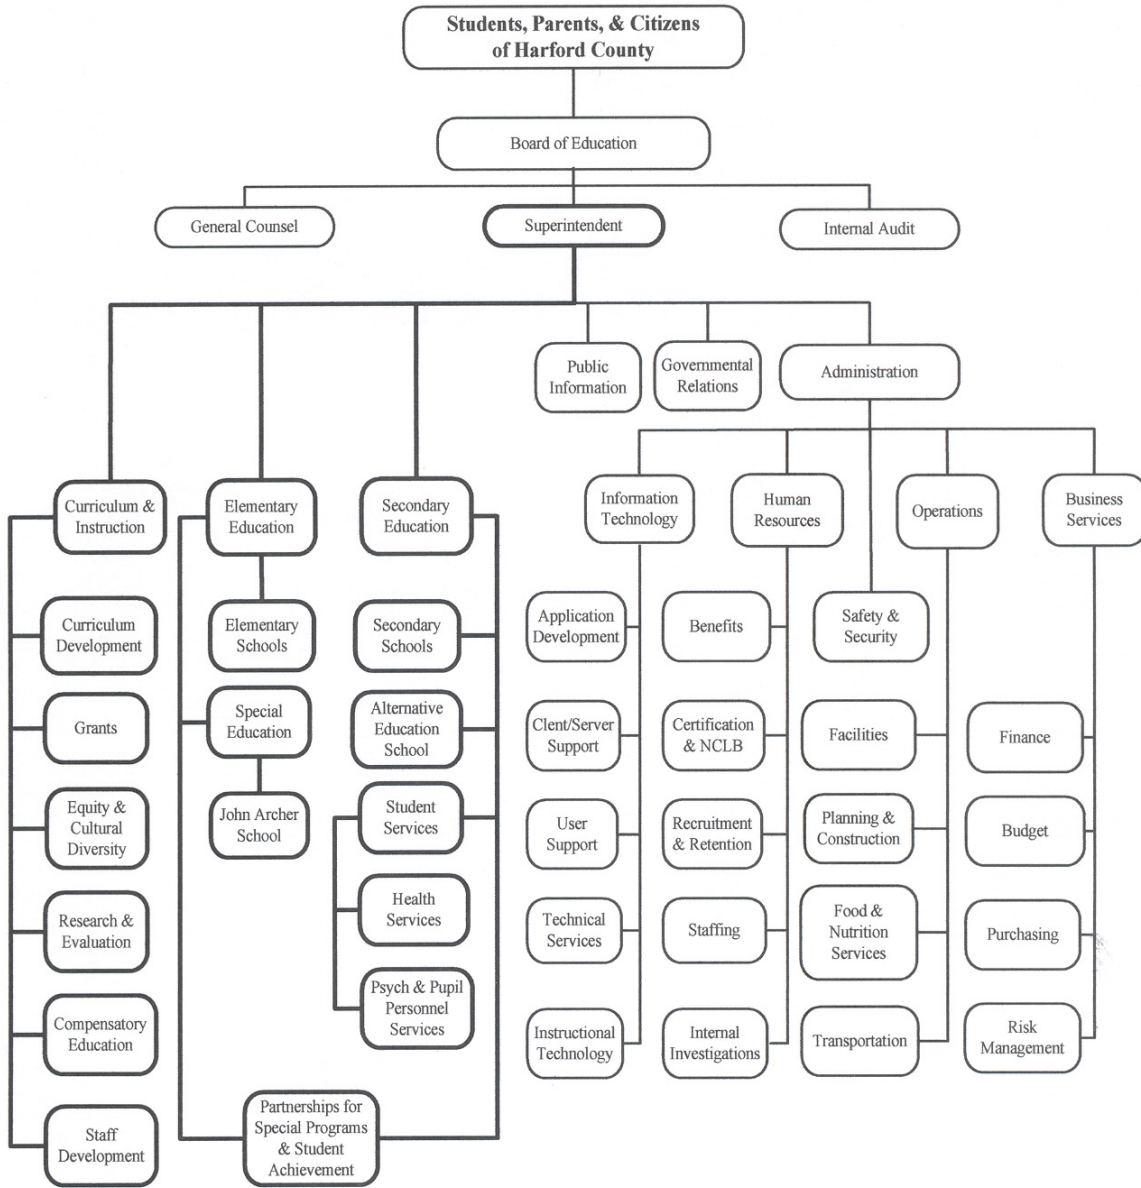 Students, Parents, & Citizens
of Harford County
Board of Education
General Counsel
Superintendent
Internal Audit
Public
Information
Governmental
Relations
Administration
Curriculum &
Instruction
Elementary
Education
Secondary
Education
Information
Technology
Human
Resources
Operations
Business
Services
Curriculum
Development
Elementary
Schools
Secondary
Schools
Application
Development
Benefits
Safety &
Security
Grants
Special
Education
Alternative
Education
School
Clent/Server
Support
Certification
& NCLB
Facilities
Finance
Equity &
Cultural
Diversity
John Archer
School
Student
Services
User
Support
Recruitment
& Retention
Planning &
Construction
Budget
Research &
Evaluation
Health
Services
Technical
Services
Staffing
Food &
Nutrition
Services
Purchasing
Compensatory
Education
Psych & Pupil
Personnel
Services
Instructional
Technology
Internal
Investigations
Transportation
Risk
Management
Staff
Development
Partnerships for
Special Programs
& Student
Achievement